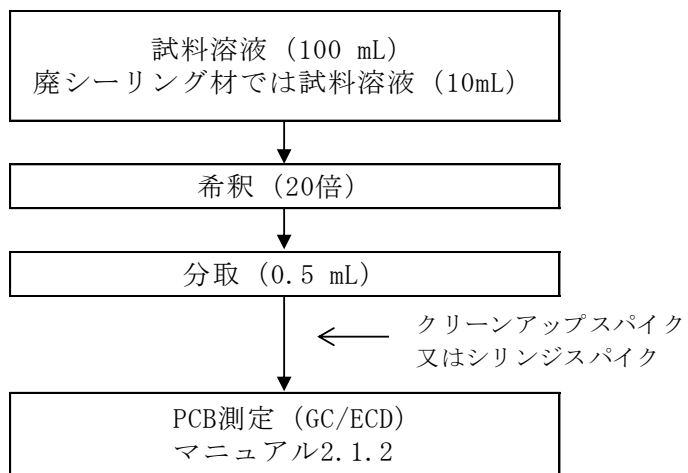 試料溶液 (100 mL)
廃シーリング材では試料溶液 (10mL)
希釈 (20倍)
分取 (0.5 mL)
クリーンアップスパイク
又はシリンジスパイク
PCB測定 (GC/ECD)
マニュアル2.1.2